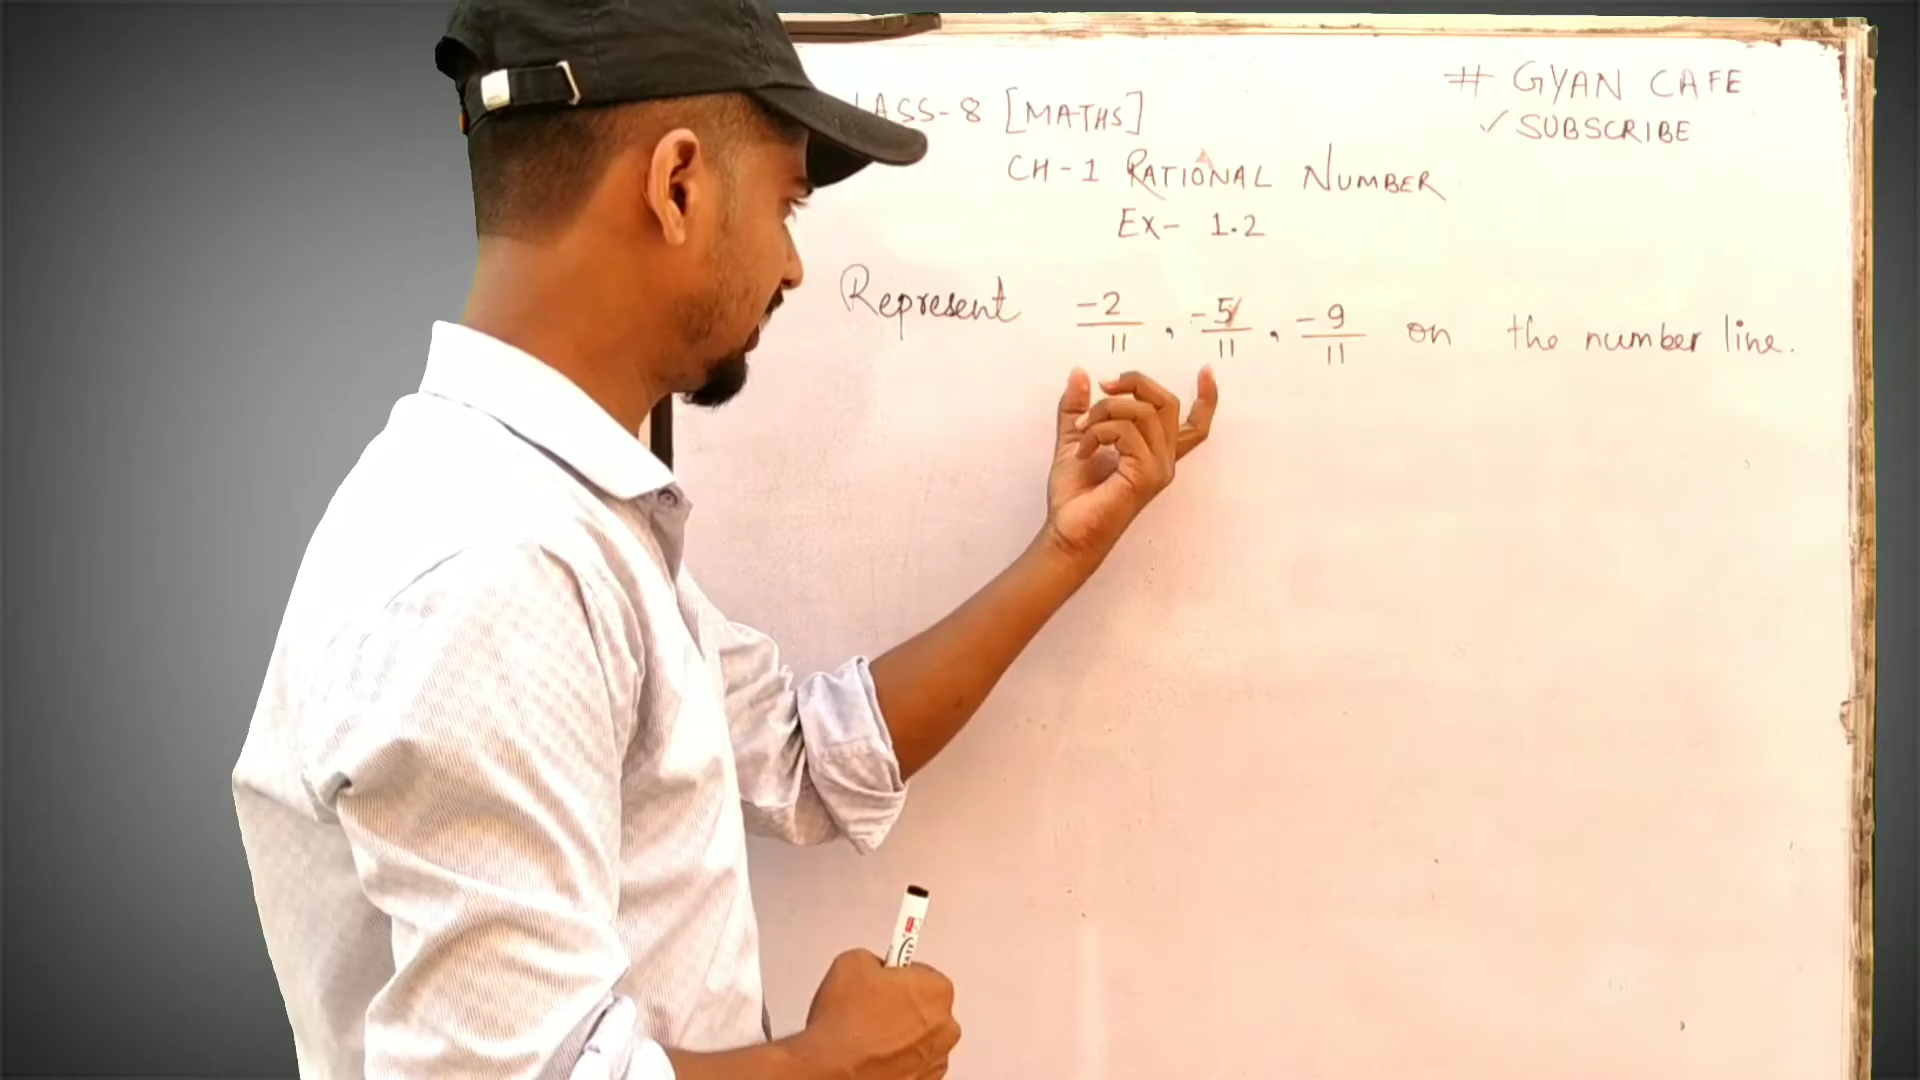 # GYAN CAFE
✓ SUBSCRIBE
LASS-8 [MATHS]
CH-1 RATIONAL NUMBER
Ex- 1.2
Represent -2/11, -5/11, -9/11 on the number line.